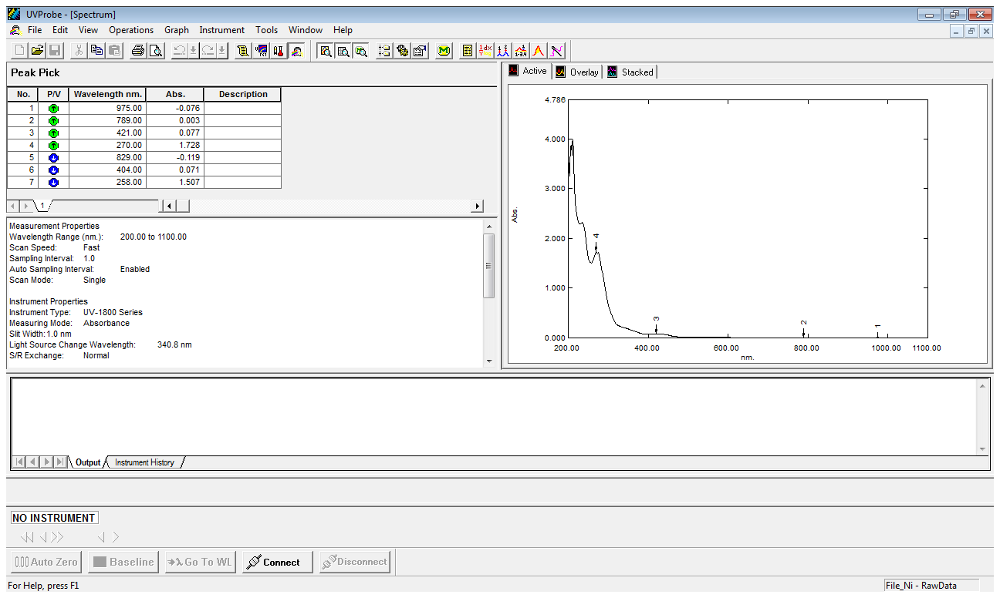 UVProbe - [Spectrum]
File Edit View Operations Graph Instrument Tools Window Help
Peak Pick
No. P/V Wavelength nm. Abs. Description
1 975.00 -0.076
2 789.00 0.003
3 421.00 0.077
4 270.00 1.728
5 829.00 -0.119
6 404.00 0.071
7 258.00 1.507
1
Measurement Properties
Wavelength Range (nm.): 200.00 to 1100.00
Scan Speed: Fast
Sampling Interval: 1.0
Auto Sampling Interval: Enabled
Scan Mode: Single
Instrument Properties
Instrument Type: UV-1800 Series
Measuring Mode: Absorbance
Slit Width: 1.0 nm
Light Source Change Wavelength: 340.8 nm
S/R Exchange: Normal
Active Overlay Stacked
4.786
4.000
3.000
2.000
1.000
0.000
Abs.
4
3
2
1
200.00 400.00 600.00 800.00 1000.00 1100.00
nm.
Output Instrument History
NO INSTRUMENT
Auto Zero Baseline Go To WL Connect Disconnect
For Help, press F1
File_Ni - RawData